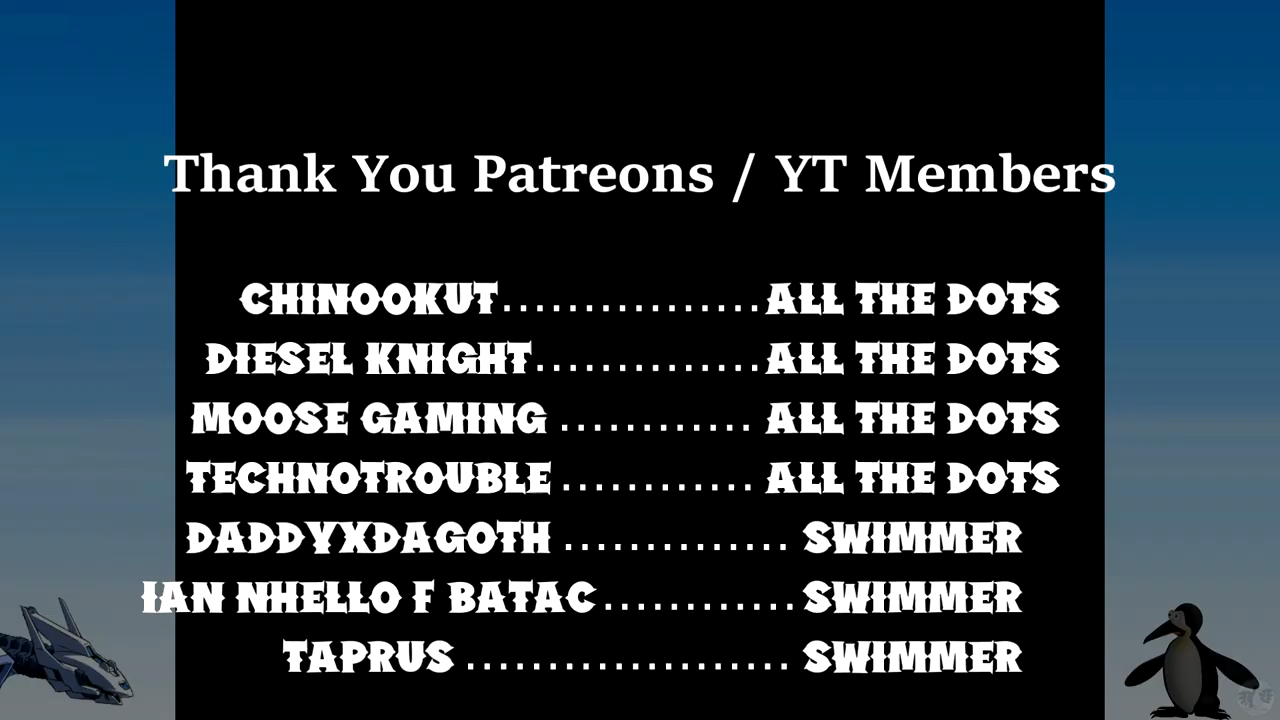 Thank You Patreons / YT Members
CHINOOKUT................ALL THE DOTS
DIESEL KNIGHT..............ALL THE DOTS
MOOSE GAMING ............ ALL THE DOTS
TECHNOTROUBLE ............ ALL THE DOTS
DADDYXDAGOTH .............. SWIMMER
IAN NHELLO F BATAC............SWIMMER
TAPRUS .................... SWIMMER